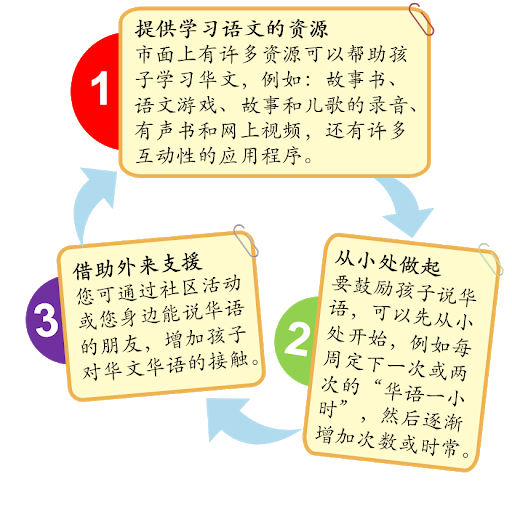 1
提供学习语文的资源
市面上有许多资源可以帮助孩
子学习华文，例如：故事书、
语文游戏、故事和儿歌的录音、
有声书和网上视频，还有许多
互动性的应用程序。
2
从小处做起
要鼓励孩子说华
语，可以先从小
处开始，例如每
周定下一次或两
次的“华语一小
时”，然后逐渐
增加次数或时常。
3
借助外来支援
您可通过社区活动
或您身边能说华语
的朋友，增加孩子
对华文华语的接触。